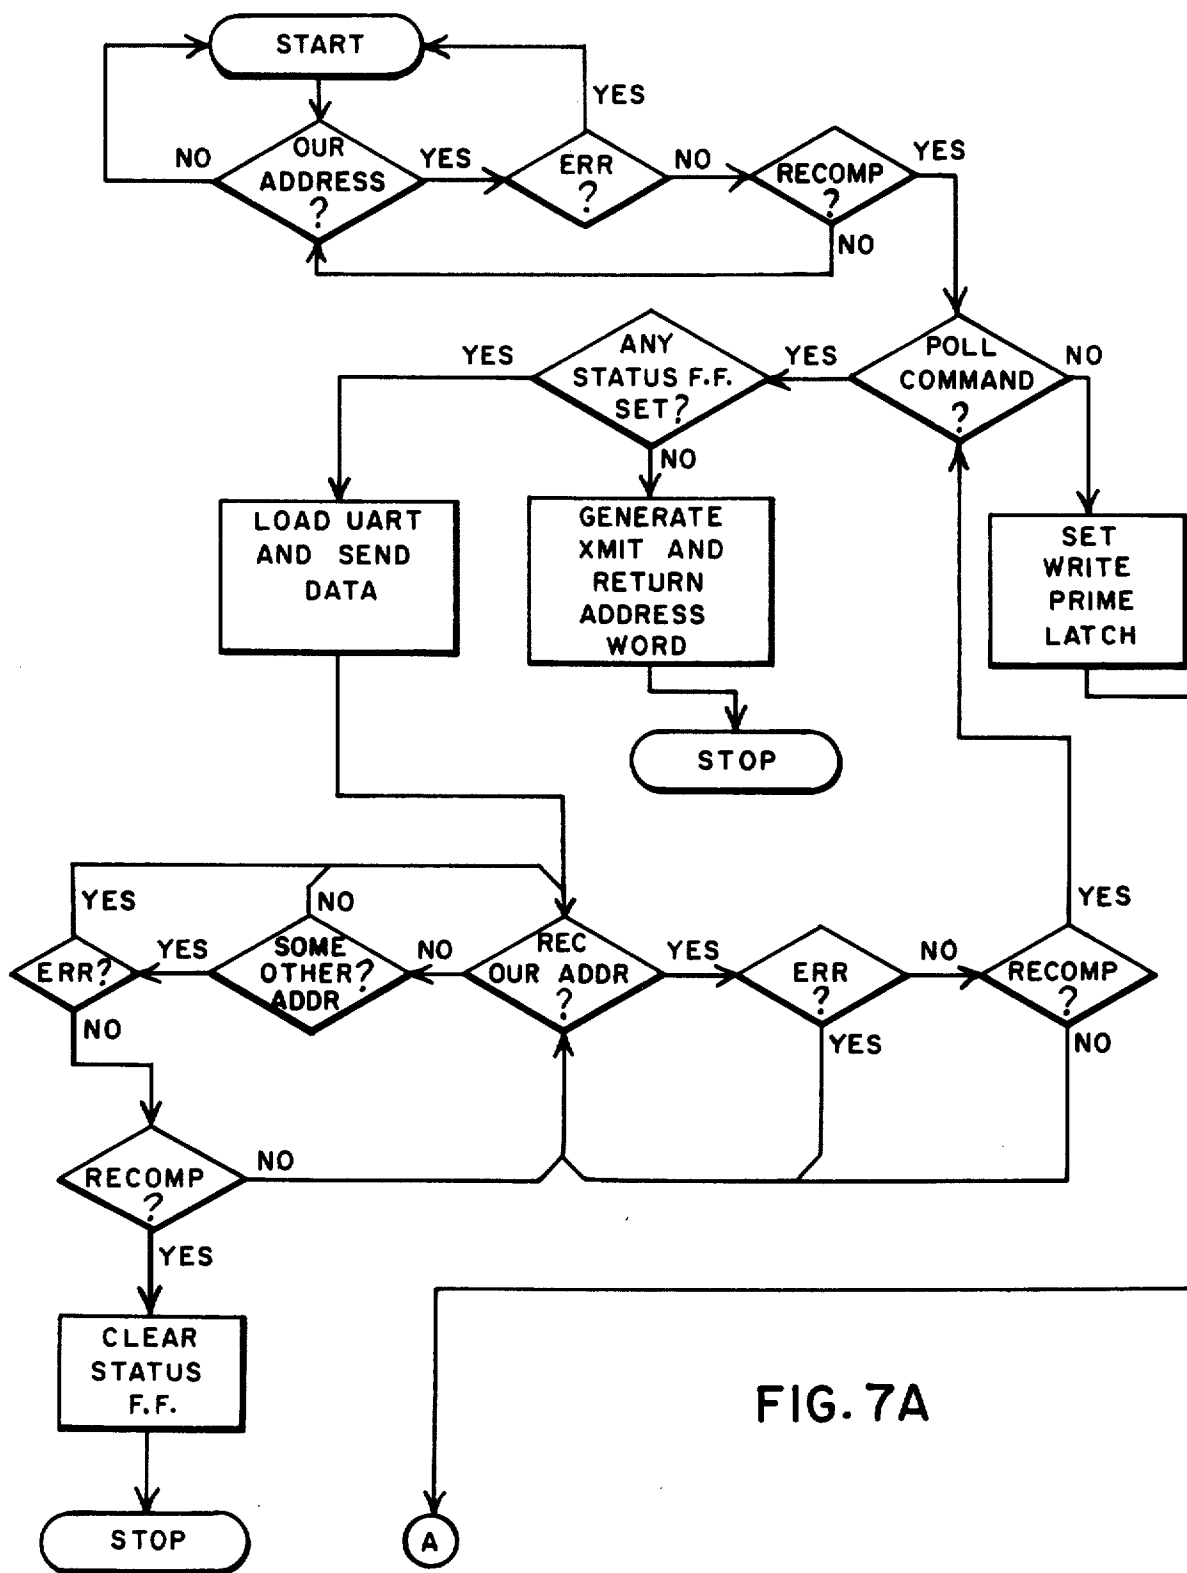 START
YES
NO
OUR
ADDRESS
?
YES
ERR
?
NO
RECOMP
?
YES
NO
YES
ANY
STATUS F.F.
SET?
YES
POLL
COMMAND
?
NO
NO
LOAD UART
AND SEND
DATA
GENERATE
XMIT AND
RETURN
ADDRESS
WORD
SET
WRITE
PRIME
LATCH
STOP
YES
NO
YES
ERR?
YES
SOME
OTHER?
ADDR
NO
REC
OUR ADDR
?
YES
ERR
?
NO
RECOMP
?
NO
YES
NO
RECOMP
?
NO
YES
CLEAR
STATUS
F.F.
FIG. 7A
STOP
A